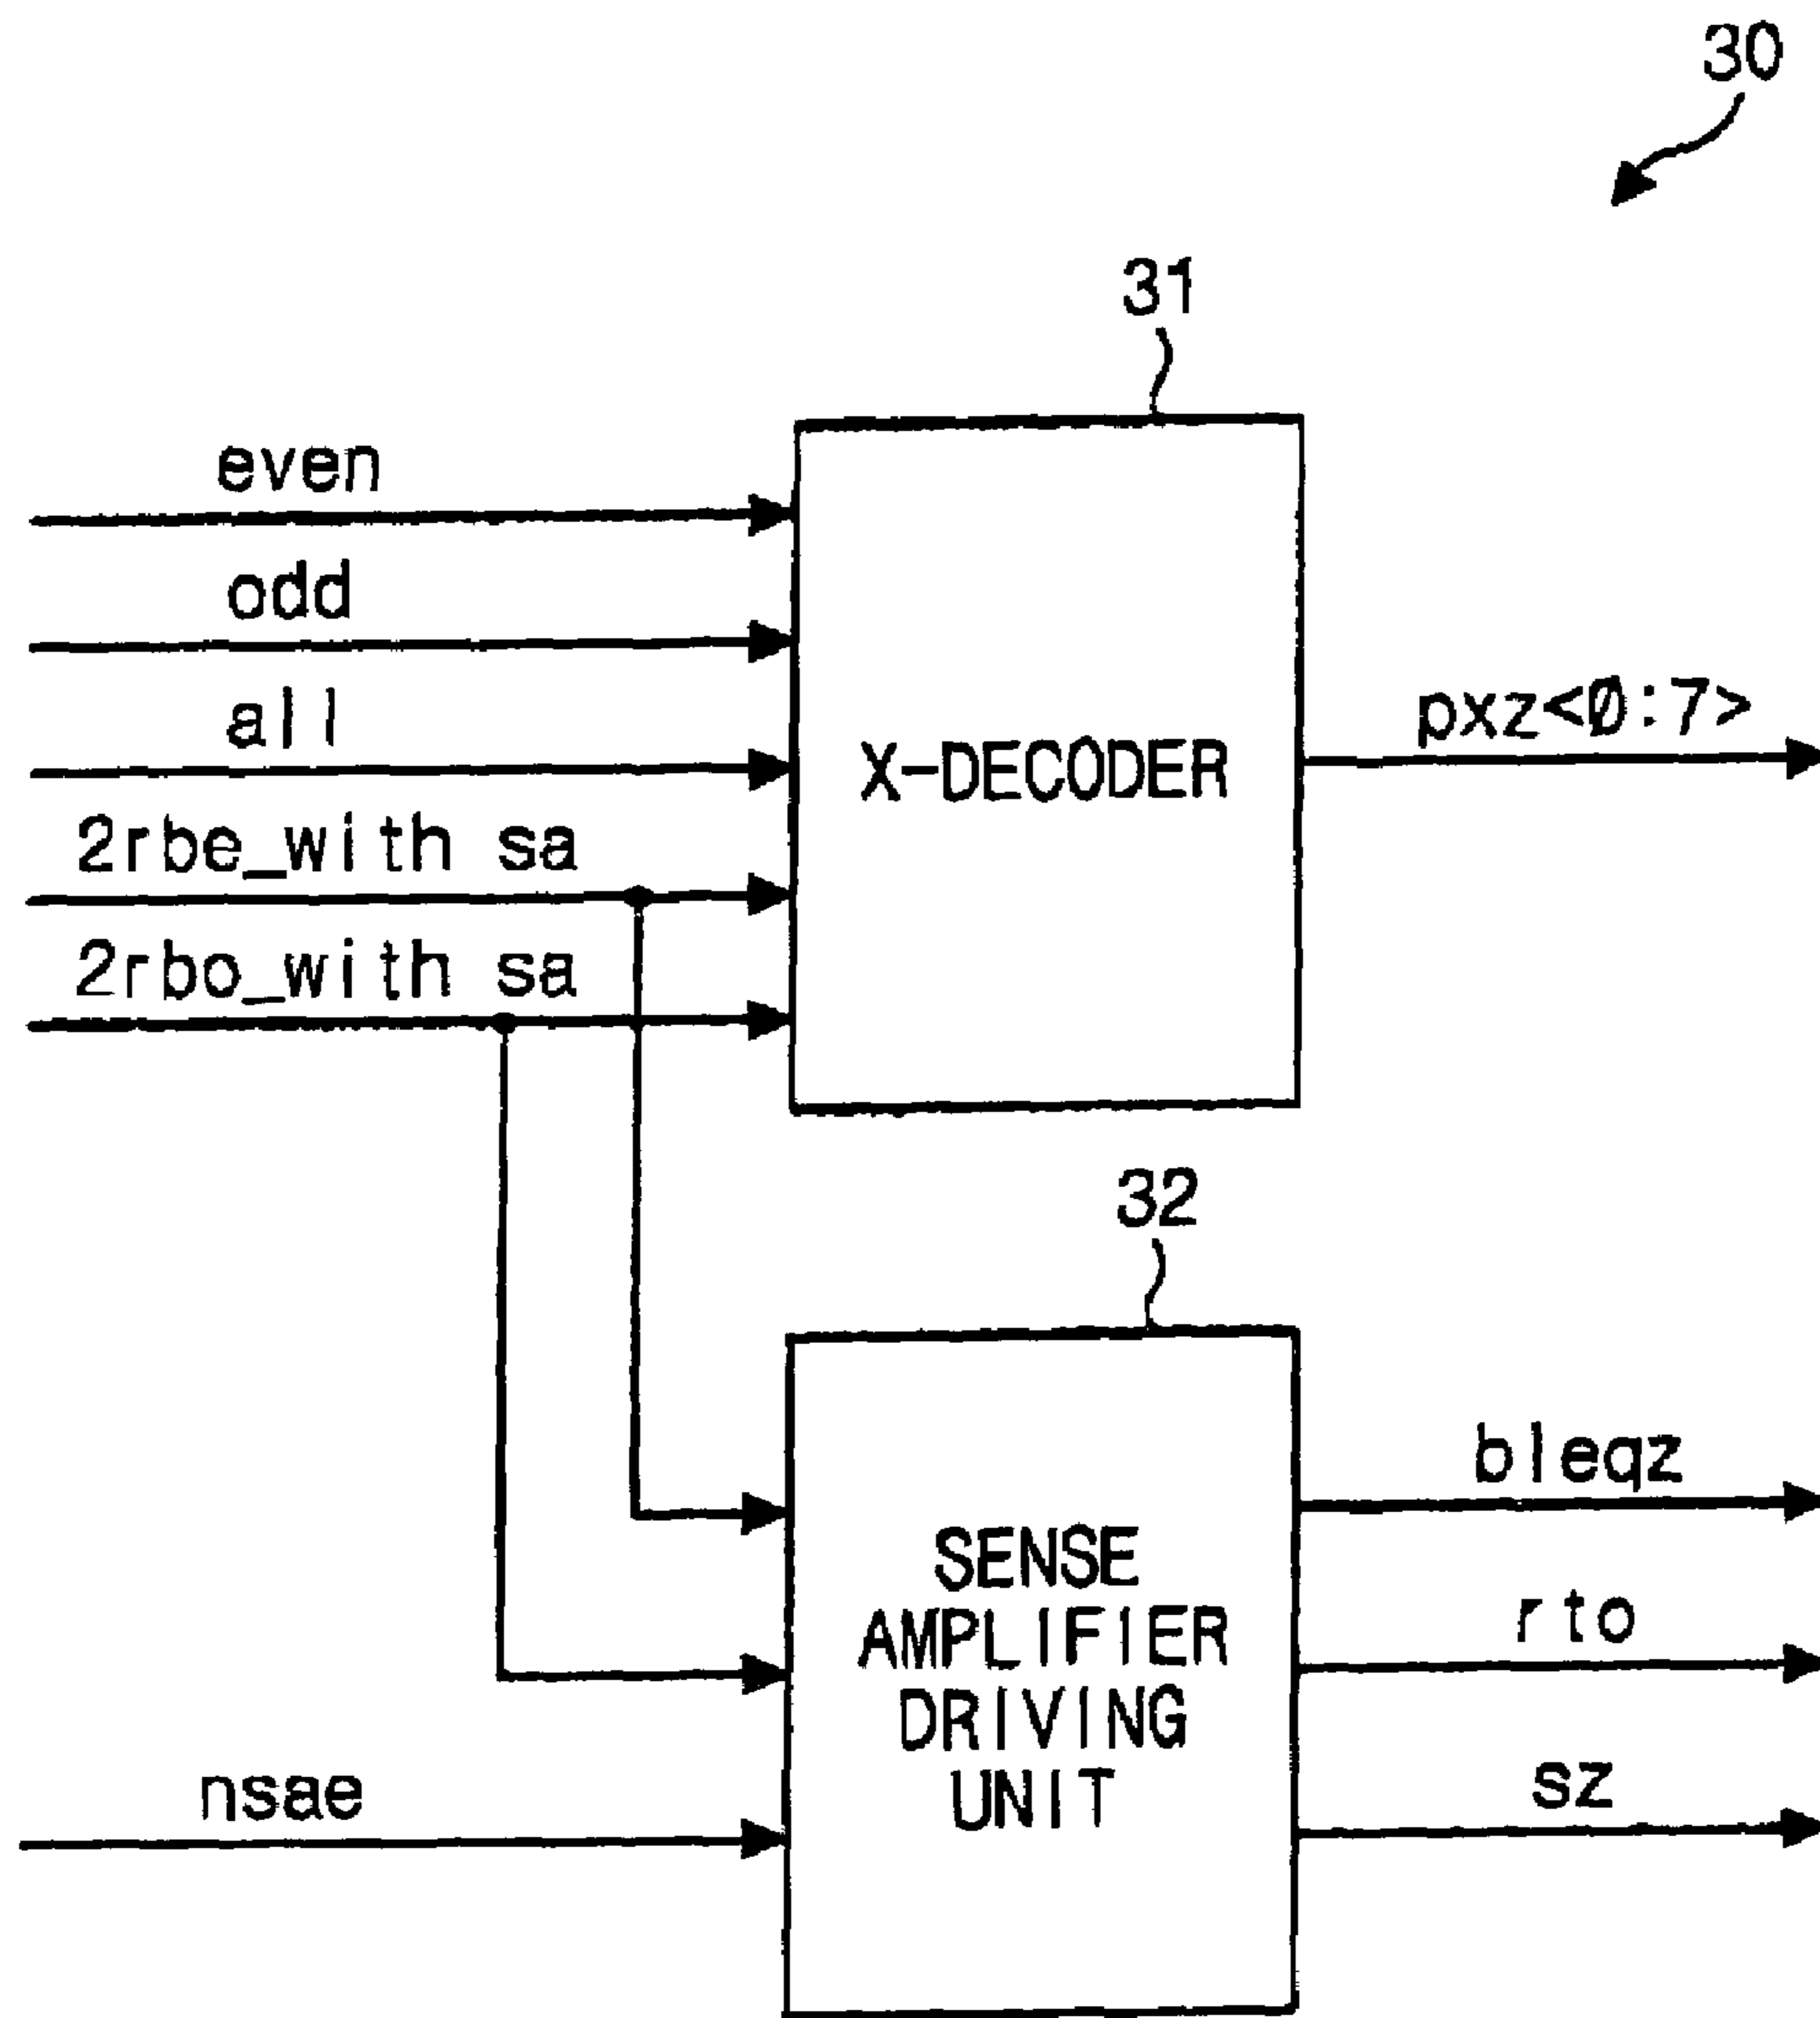 30
31
even
odd
all
2rbe_with sa
2rbo_with sa
X-DECODER
pxz<0:7>
32
SENSE
AMPLIFIER
DRIVING
UNIT
nsae
bleqz
rto
sz